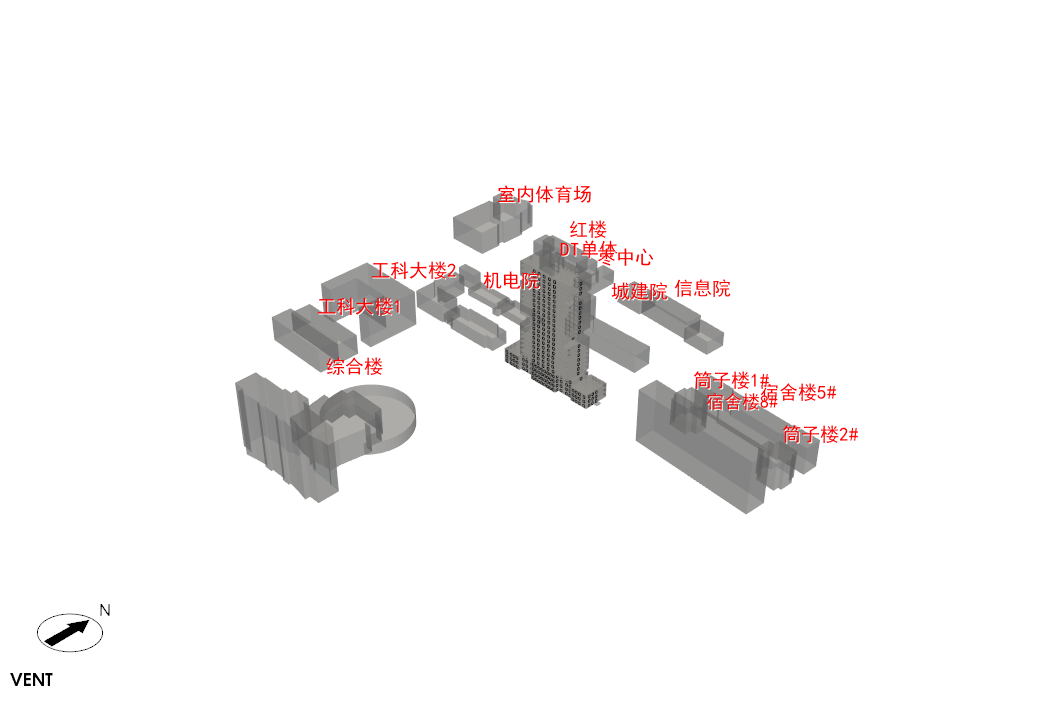 室内体育场
红楼
DT单体
中心
工科大楼2
机电院
城建院
信息院
工科大楼1
综合楼
筒子楼1#
宿舍楼5#
宿舍楼8#
筒子楼2#
N
VENT